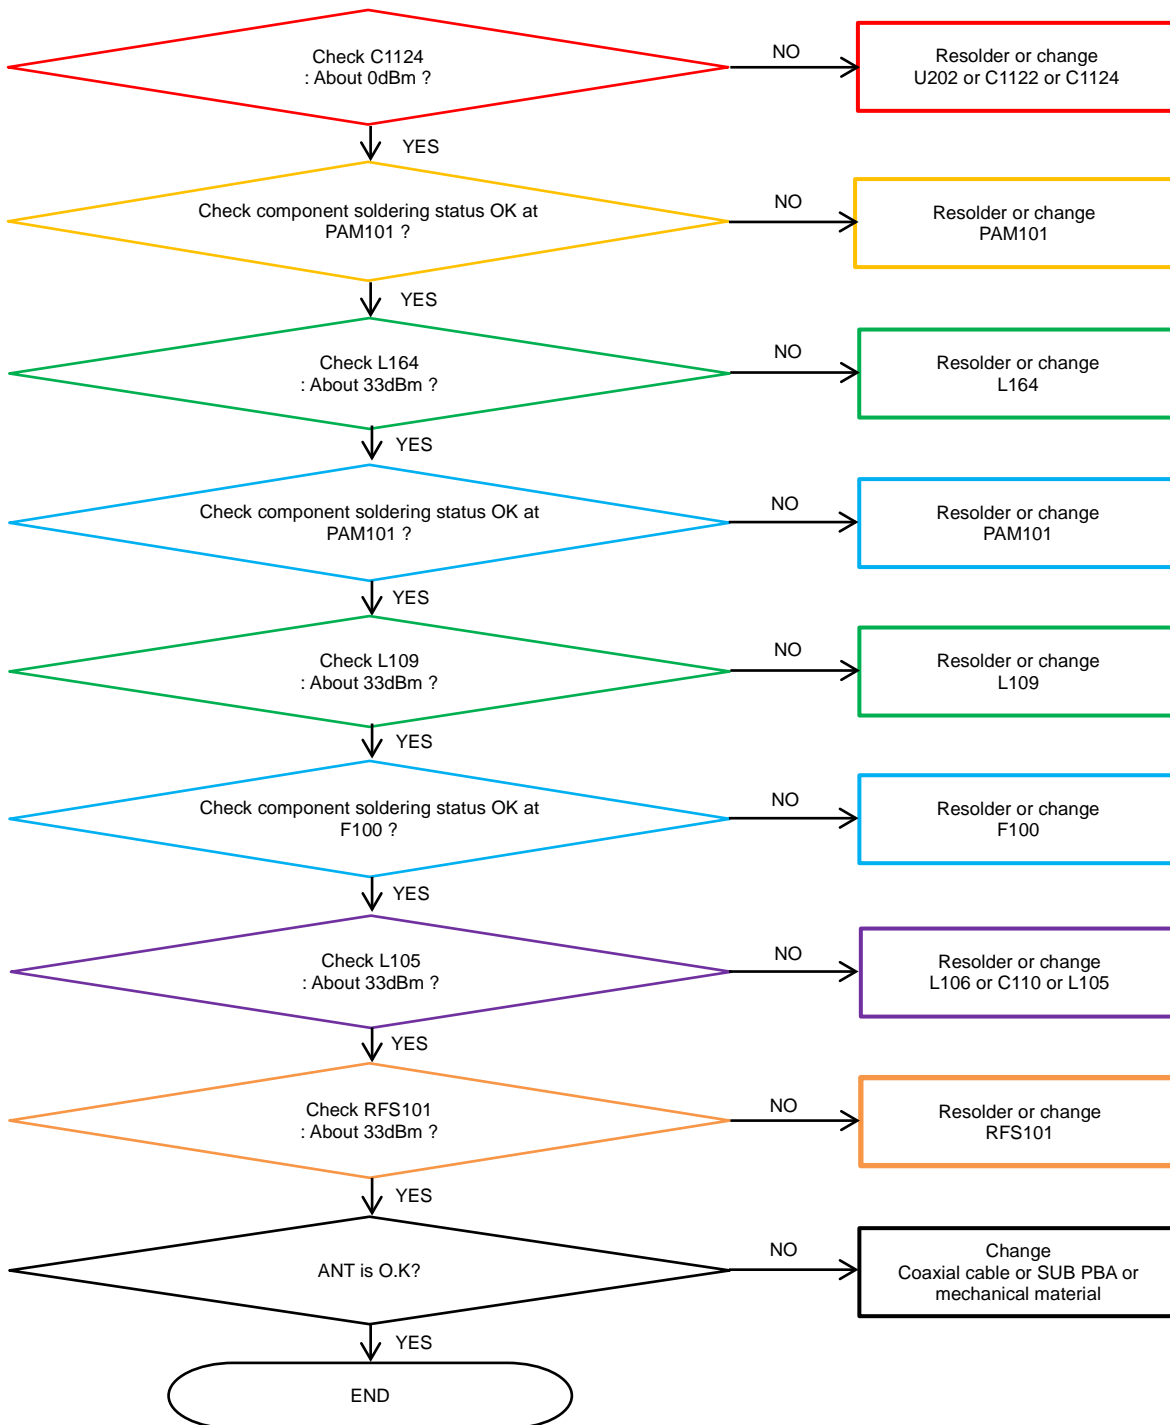 Check C1124
: About 0dBm ?
NO
Resolder or change
U202 or C1122 or C1124
YES
Check component soldering status OK at
PAM101 ?
NO
Resolder or change
PAM101
YES
Check L164
: About 33dBm ?
NO
Resolder or change
L164
YES
Check component soldering status OK at
PAM101 ?
NO
Resolder or change
PAM101
YES
Check L109
: About 33dBm ?
NO
Resolder or change
L109
YES
Check component soldering status OK at
F100 ?
NO
Resolder or change
F100
YES
Check L105
: About 33dBm ?
NO
Resolder or change
L106 or C110 or L105
YES
Check RFS101
: About 33dBm ?
NO
Resolder or change
RFS101
YES
ANT is O.K?
NO
Change
Coaxial cable or SUB PBA or
mechanical material
YES
END